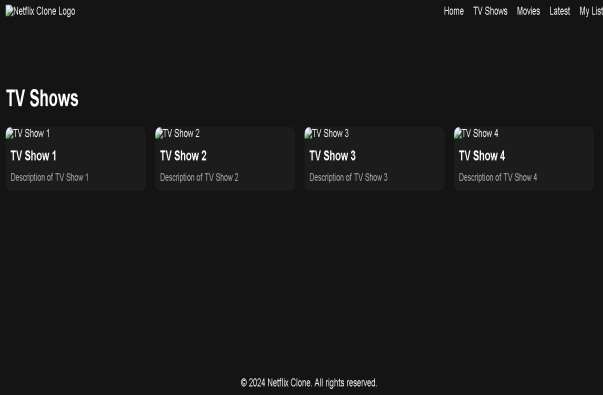 Netflix Clone Logo
Home TV Shows Movies Latest My List
TV Shows
TV Show 1 TV Show 2 TV Show 3 TV Show 4
TV Show 1 TV Show 2 TV Show 3 TV Show 4
Description of TV Show 1 Description of TV Show 2 Description of TV Show 3 Description of TV Show 4
© 2024 Netflix Clone. All rights reserved.